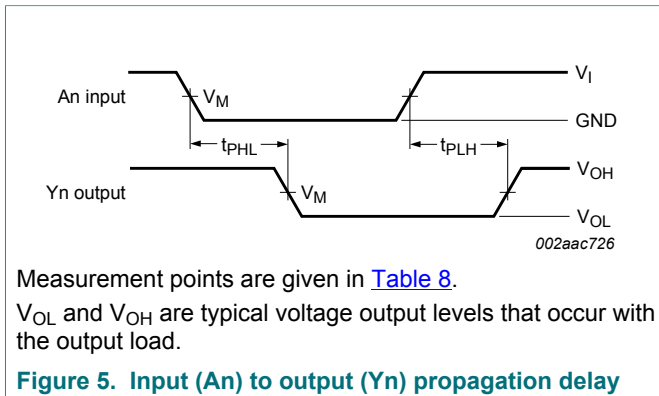 An input
V_M
V_I
GND
t_PHL
t_PLH
Yn output
V_M
V_OH
V_OL
002aac726
Measurement points are given in Table 8.
V_OL and V_OH are typical voltage output levels that occur with
the output load.
Figure 5. Input (An) to output (Yn) propagation delay